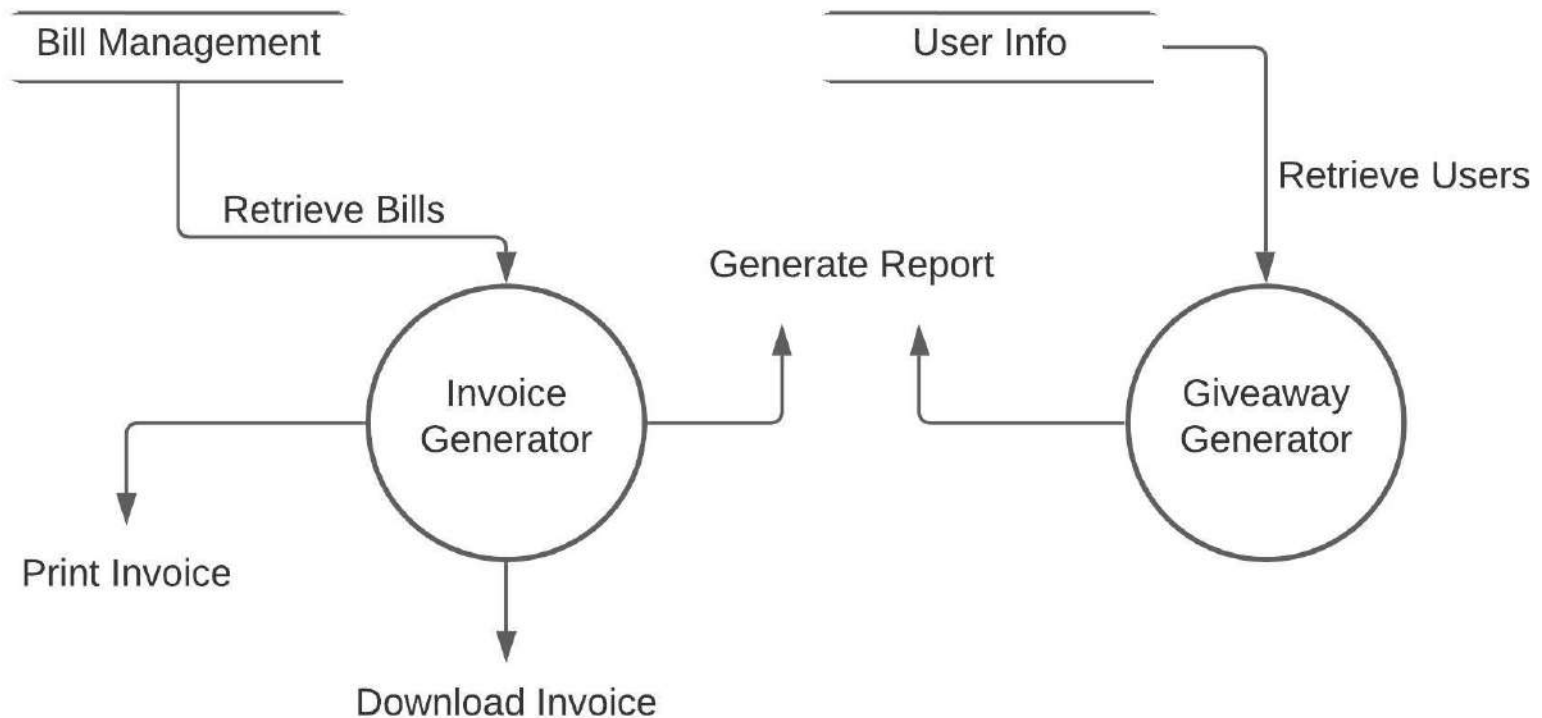 Bill Management
User Info
Retrieve Users
Retrieve Bills
Generate Report
Invoice
Generator
Giveaway
Generator
Print Invoice
Download Invoice